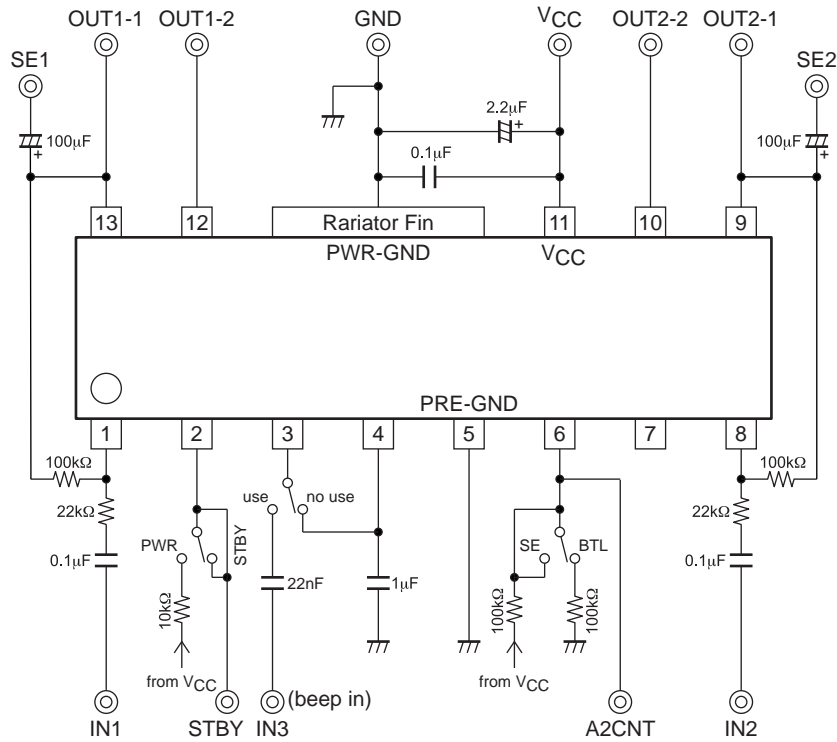 OUT1-1 OUT1-2 GND VCC OUT2-2 OUT2-1
SE1 SE2
2.2μF
+
100μF 100μF
+ +
0.1μF
13 12 Rariator Fin 11 10 9
PWR-GND VCC
PRE-GND
1 2 3 4 5 6 7 8
100kΩ 100kΩ
22kΩ use no use 22kΩ
PWR STBY SE BTL
0.1μF 22nF 1μF 0.1μF
10kΩ 100kΩ 100kΩ
from VCC from VCC
(beep in)
IN1 STBY IN3 A2CNT IN2